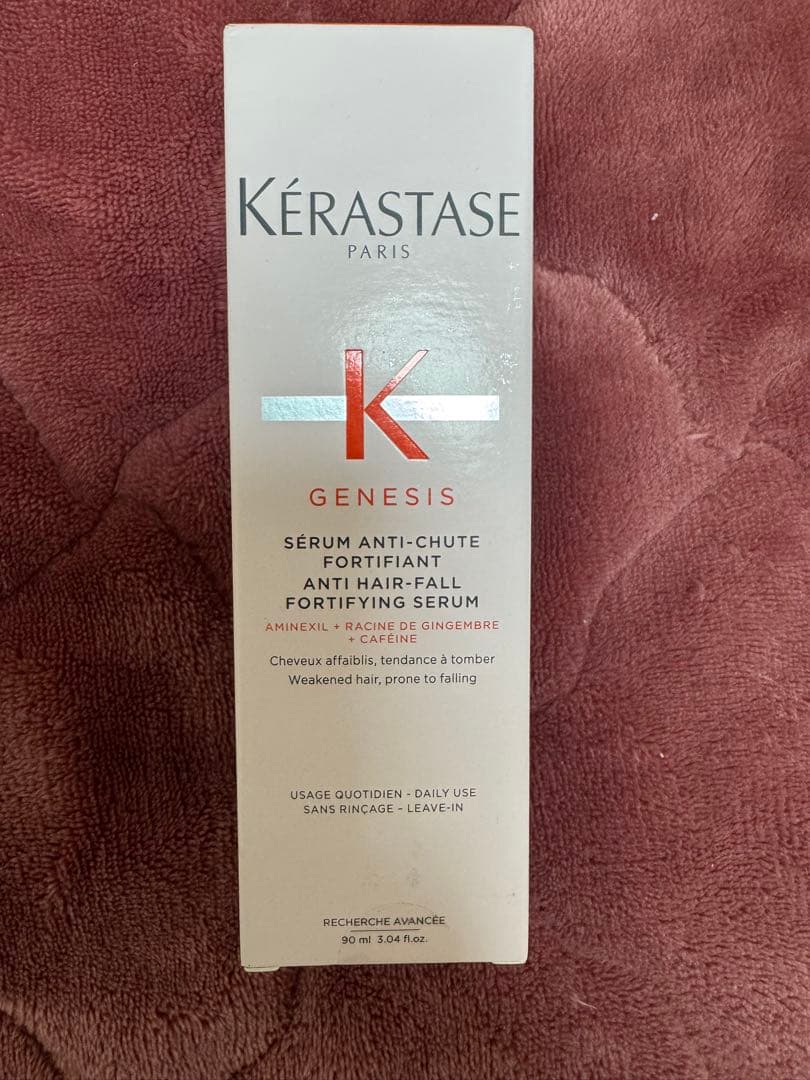 KÉRASTASE
PARIS
K
GENESIS
SÉRUM ANTI-CHUTE
FORTIFIANT
ANTI HAIR-FALL
FORTIFYING SERUM
AMINEXIL + RACINE DE GINGEMBRE
+ CAFÉINE
Cheveux affaiblis, tendance à tomber
Weakened hair, prone to falling
USAGE QUOTIDIEN - DAILY USE
SANS RINÇAGE - LEAVE-IN
RECHERCHE AVANCÉE
90 ml 3.04 fl.oz.